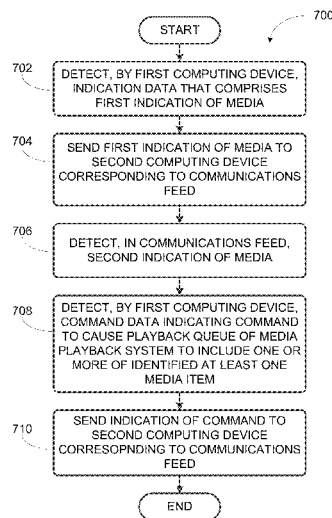 700
START
702
DETECT, BY FIRST COMPUTING DEVICE,
INDICATION DATA THAT COMPRISES
FIRST INDICATION OF MEDIA
704
SEND FIRST INDICATION OF MEDIA TO
SECOND COMPUTING DEVICE
CORRESPONDING TO COMMUNICATIONS
FEED
706
DETECT, IN COMMUNICATIONS FEED,
SECOND INDICATION OF MEDIA
708
DETECT, BY FIRST COMPUTING DEVICE,
COMMAND DATA INDICATING COMMAND
TO CAUSE PLAYBACK QUEUE OF MEDIA
PLAYBACK SYSTEM TO INCLUDE ONE OR
MORE OF IDENTIFIED AT LEAST ONE
MEDIA ITEM
710
SEND INDICATION OF COMMAND TO
SECOND COMPUTING DEVICE
CORRESOPNDING TO COMMUNICATIONS
FEED
END